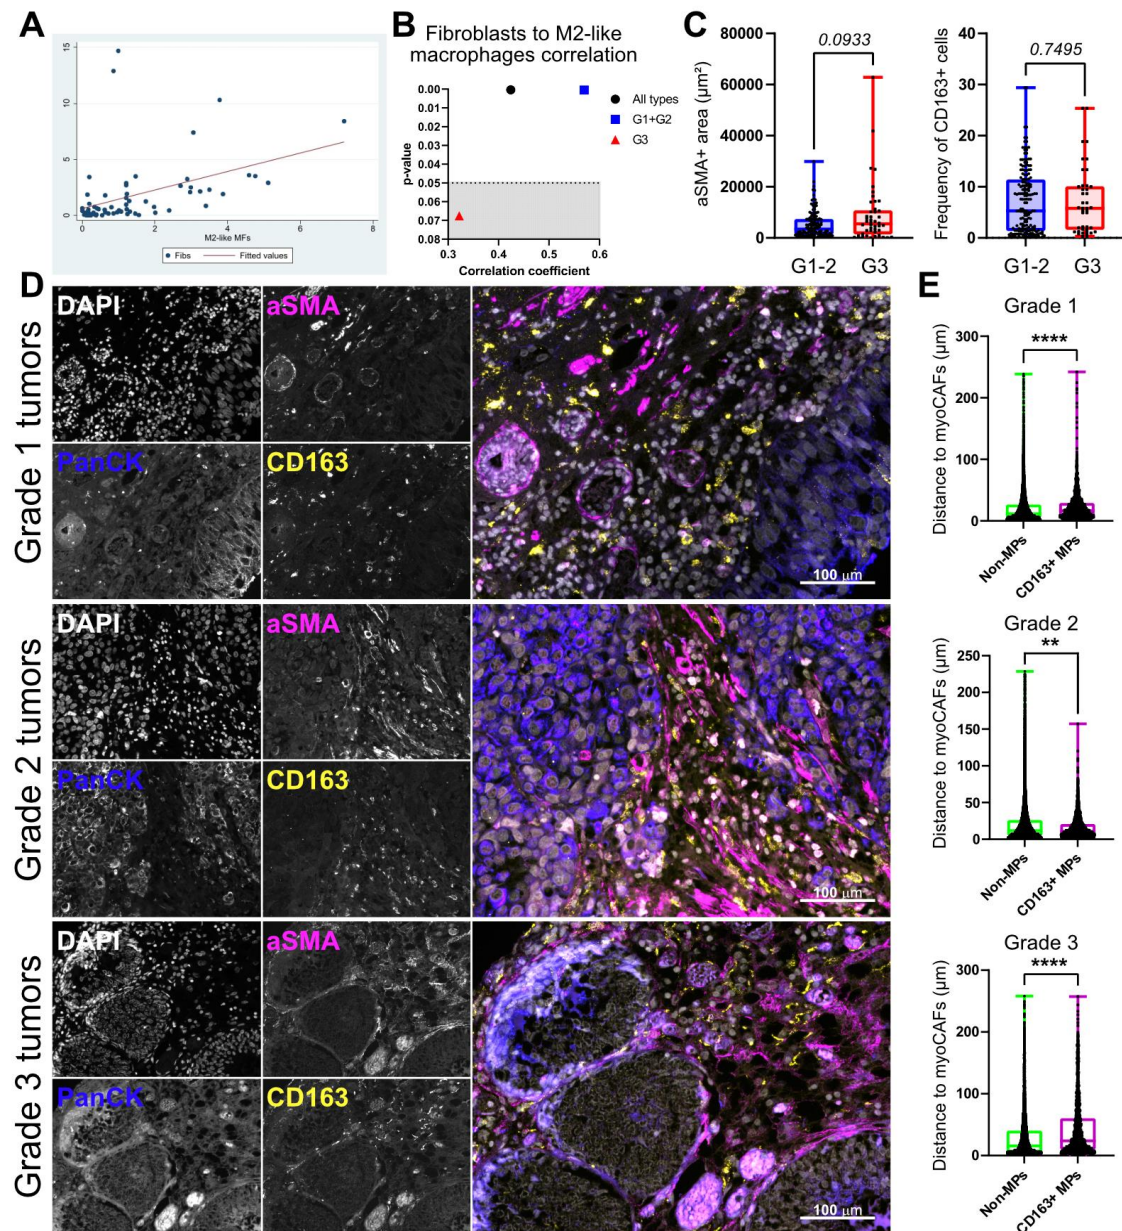 A
15
10
5
0
0
2
4
6
8
M2-like MFs
Fibs
Fitted values
B
Fibroblasts to M2-like
macrophages correlation
p-value
0.00
0.01
0.02
0.03
0.04
0.05
0.06
0.07
0.08
0.3
0.4
0.5
0.6
Correlation coefficient
All types
G1+G2
G3
C
aSMA+ area (µm²)
80000
60000
40000
20000
0
0.0933
G1-2
G3
Frequency of CD163+ cells
40
30
20
10
0
0.7495
G1-2
G3
D
Grade 1 tumors
DAPI
aSMA
PanCK
CD163
100 µm
Grade 2 tumors
DAPI
aSMA
PanCK
CD163
100 µm
Grade 3 tumors
DAPI
aSMA
PanCK
CD163
100 µm
E
Grade 1
Distance to myoCAFs (µm)
300
200
100
0
****
Non-MPs
CD163+ MPs
Grade 2
Distance to myoCAFs (µm)
250
200
150
100
50
0
**
Non-MPs
CD163+ MPs
Grade 3
Distance to myoCAFs (µm)
300
200
100
0
****
Non-MPs
CD163+ MPs